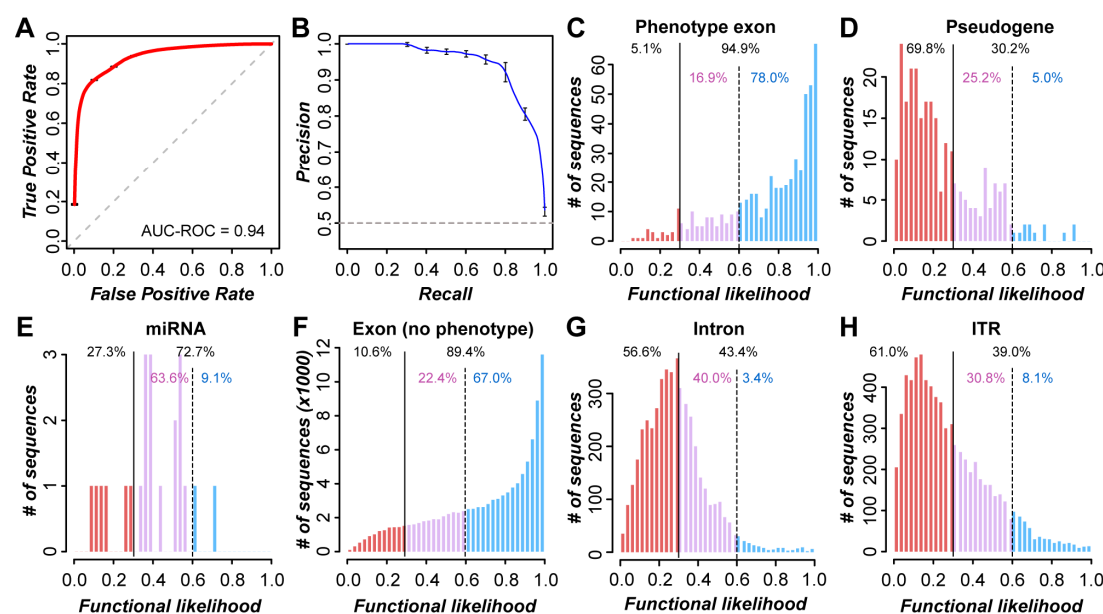 A
True Positive Rate
0.0 0.2 0.4 0.6 0.8 1.0
AUC-ROC = 0.94
0.0 0.2 0.4 0.6 0.8 1.0
False Positive Rate
B
Precision
0.5 0.6 0.7 0.8 0.9 1.0
0.0 0.2 0.4 0.6 0.8 1.0
Recall
C
Phenotype exon
5.1% 94.9%
16.9% 78.0%
# of sequences
0 10 20 30 40 50 60
0.0 0.2 0.4 0.6 0.8 1.0
Functional likelihood
D
Pseudogene
69.8% 30.2%
25.2% 5.0%
# of sequences
0 5 10 15 20
0.0 0.2 0.4 0.6 0.8 1.0
Functional likelihood
E
miRNA
27.3% 72.7%
63.6% 9.1%
# of sequences
0 1 2 3
0.0 0.2 0.4 0.6 0.8 1.0
Functional likelihood
F
Exon (no phenotype)
10.6% 89.4%
22.4% 67.0%
# of sequences (x1000)
0 2 4 6 8 10 12
0.0 0.2 0.4 0.6 0.8 1.0
Functional likelihood
G
Intron
56.6% 43.4%
40.0% 3.4%
# of sequences
0 100 200 300
0.0 0.2 0.4 0.6 0.8 1.0
Functional likelihood
H
ITR
61.0% 39.0%
30.8% 8.1%
# of sequences
0 100 200 300 400
0.0 0.2 0.4 0.6 0.8 1.0
Functional likelihood